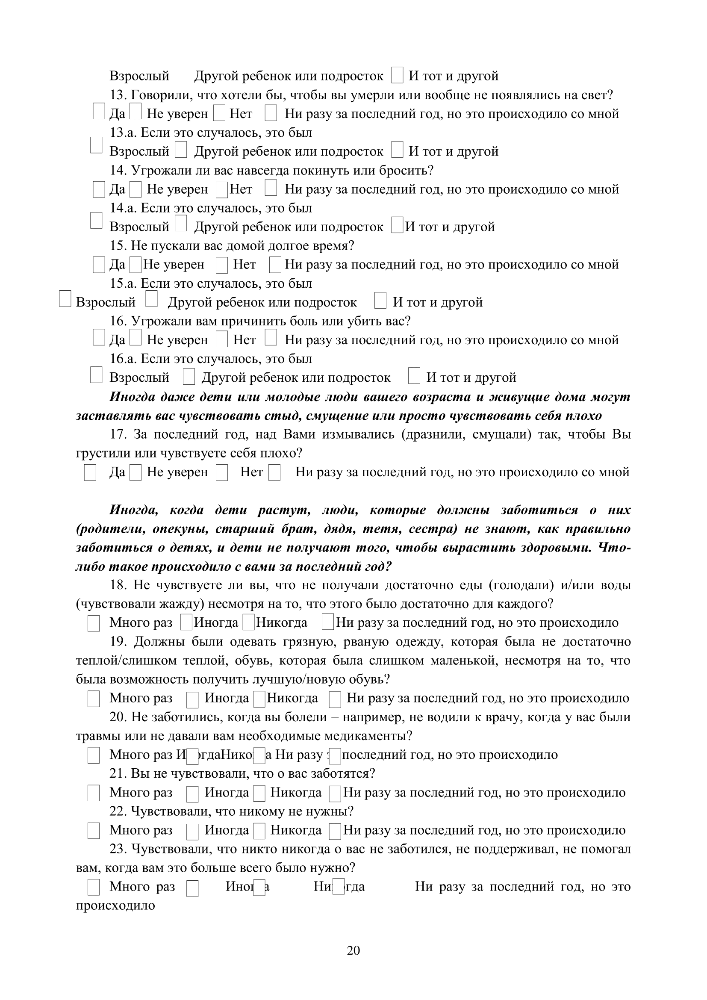 Взрослый Другой ребенок или подросток ☐ И тот и другой
13. Говорили, что хотели бы, чтобы вы умерли или вообще не появлялись на свет?
☐ Да ☐ Не уверен ☐ Нет ☐ Ни разу за последний год, но это происходило со мной
13.а. Если это случалось, это был
☐ Взрослый ☐ Другой ребенок или подросток ☐ И тот и другой
14. Угрожали ли вас навсегда покинуть или бросить?
☐ Да ☐ Не уверен ☐ Нет ☐ Ни разу за последний год, но это происходило со мной
14.а. Если это случалось, это был
☐ Взрослый ☐ Другой ребенок или подросток ☐ И тот и другой
15. Не пускали вас домой долгое время?
☐ Да ☐ Не уверен ☐ Нет ☐ Ни разу за последний год, но это происходило со мной
15.а. Если это случалось, это был
☐ Взрослый ☐ Другой ребенок или подросток ☐ И тот и другой
16. Угрожали вам причинить боль или убить вас?
☐ Да ☐ Не уверен ☐ Нет ☐ Ни разу за последний год, но это происходило со мной
16.а. Если это случалось, это был
☐ Взрослый ☐ Другой ребенок или подросток ☐ И тот и другой
Иногда даже дети или молодые люди вашего возраста и живущие дома могут
заставлять вас чувствовать стыд, смущение или просто чувствовать себя плохо
17. За последний год, над Вами измывались (дразнили, смущали) так, чтобы Вы
грустили или чувствуете себя плохо?
☐ Да ☐ Не уверен ☐ Нет ☐ Ни разу за последний год, но это происходило со мной
Иногда, когда дети растут, люди, которые должны заботиться о них
(родители, опекуны, старший брат, дядя, тетя, сестра) не знают, как правильно
заботиться о детях, и дети не получают того, чтобы вырастить здоровыми. Что-
либо такое происходило с вами за последний год?
18. Не чувствуете ли вы, что не получали достаточно еды (голодали) и/или воды
(чувствовали жажду) несмотря на то, что этого было достаточно для каждого?
☐ Много раз ☐ Иногда ☐ Никогда ☐ Ни разу за последний год, но это происходило
19. Должны были одевать грязную, рваную одежду, которая была не достаточно
теплой/слишком теплой, обувь, которая была слишком маленькой, несмотря на то, что
была возможность получить лучшую/новую обувь?
☐ Много раз ☐ Иногда ☐ Никогда ☐ Ни разу за последний год, но это происходило
20. Не заботились, когда вы болели – например, не водили к врачу, когда у вас были
травмы или не давали вам необходимые медикаменты?
☐ Много раз ИногдаНикогда Ни разу за последний год, но это происходило
21. Вы не чувствовали, что о вас заботятся?
☐ Много раз ☐ Иногда ☐ Никогда ☐ Ни разу за последний год, но это происходило
22. Чувствовали, что никому не нужны?
☐ Много раз ☐ Иногда ☐ Никогда ☐ Ни разу за последний год, но это происходило
23. Чувствовали, что никто никогда о вас не заботился, не поддерживал, не помогал
вам, когда вам это больше всего было нужно?
☐ Много раз ☐ Иногда Никогда Ни разу за последний год, но это
происходило
20